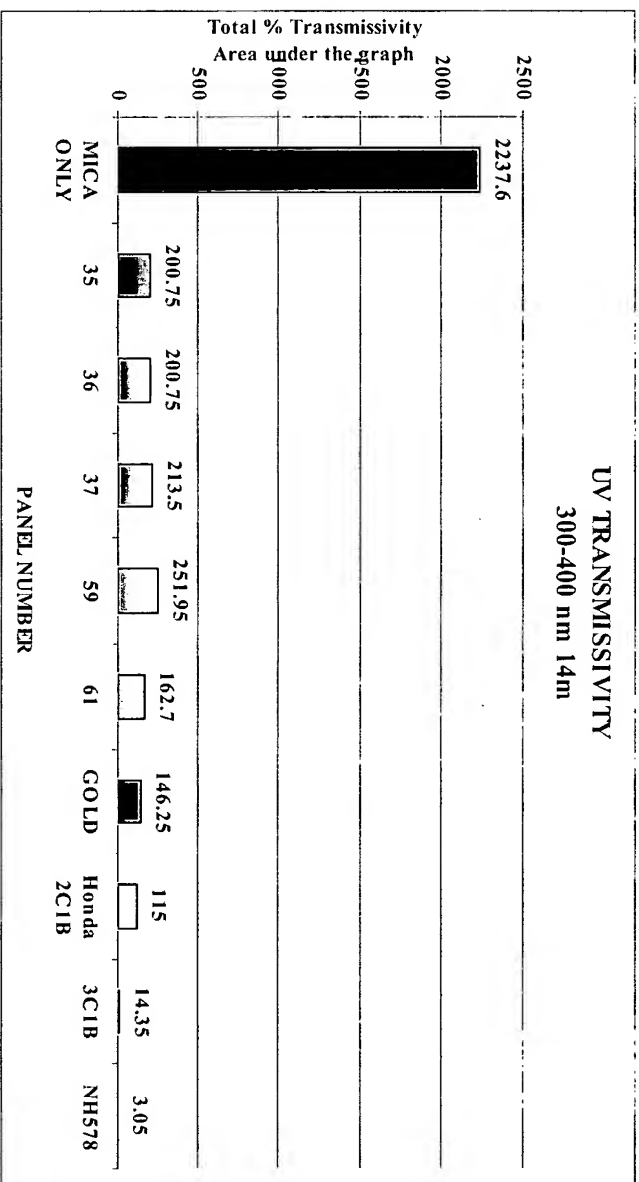 UV TRANSMISSIVITY
300-400 nm 14m
Total % Transmissivity
Area under the graph
2500
2000
1500
1000
500
0
2237.6
200.75
200.75
213.5
251.95
162.7
146.25
115
14.35
3.05
MICA
ONLY
35
36
37
59
61
GOLD
Honda
2C1B
3C1B
NH578
PANEL NUMBER